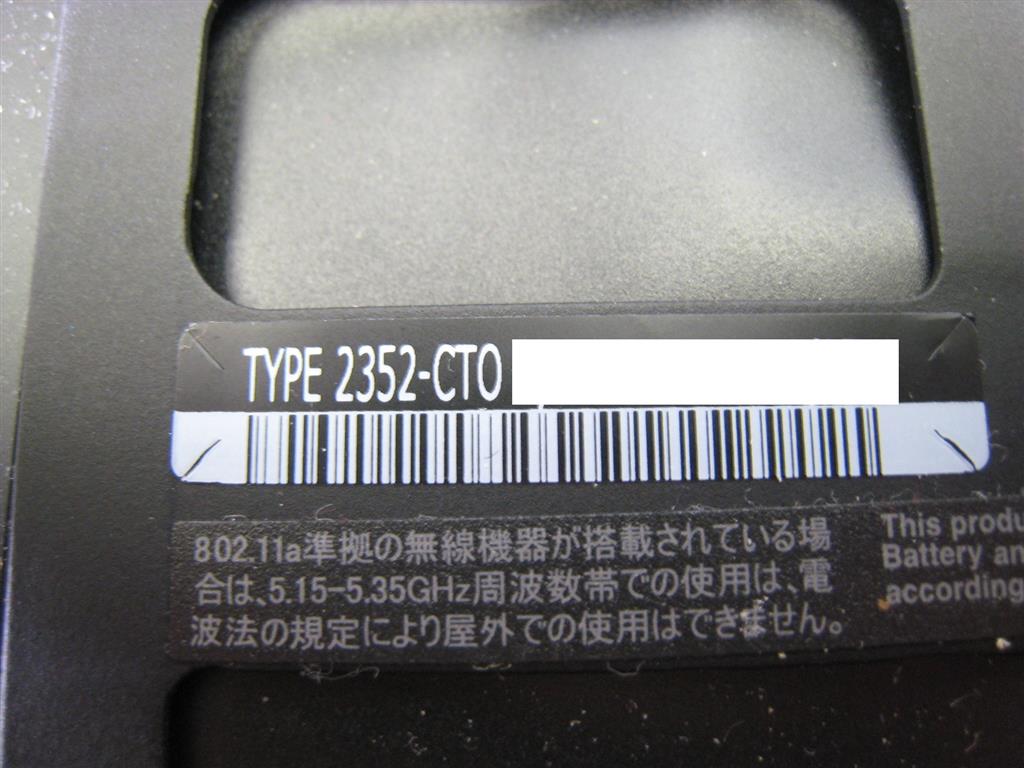 TYPE 2352-CTO
802.11a準拠の無線機器が搭載されている場
合は、5.15-5.35GHz周波数帯での使用は、電
波法の規定により屋外での使用はできません。
This produ
Battery an
according